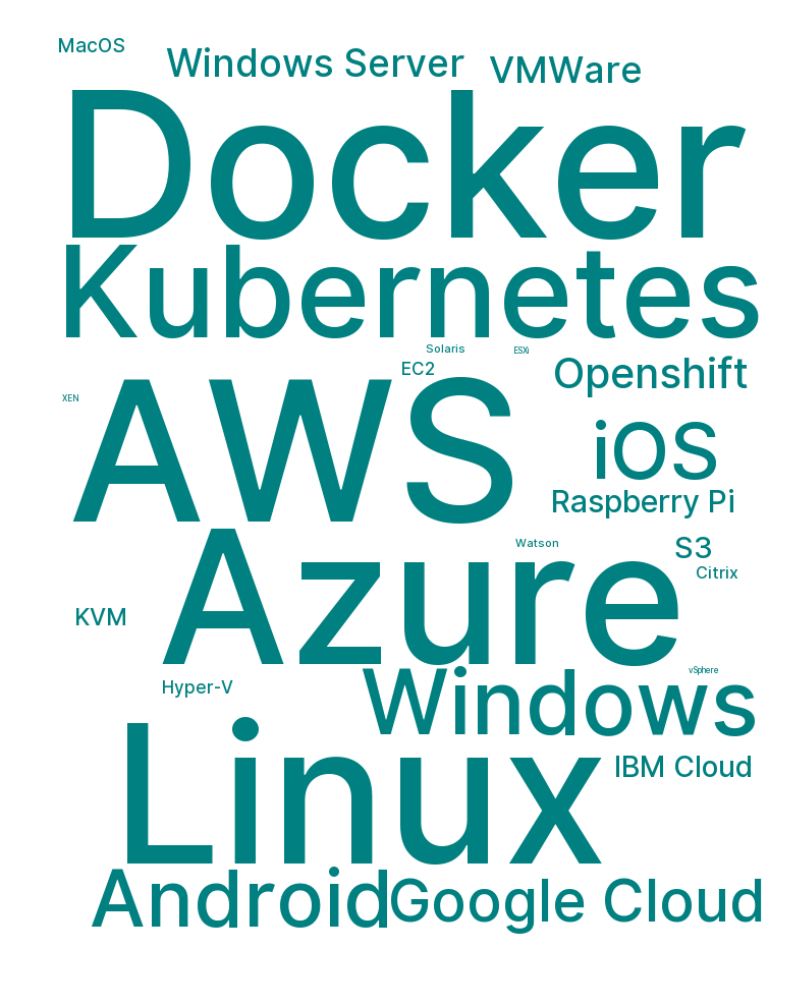 MacOS
Windows Server
VMWare
Docker
Kubernetes
Solaris
ESXi
EC2
Openshift
XEN
AWS
iOS
Raspberry Pi
Watson
S3
Citrix
Azure
KVM
vSphere
Hyper-V
Windows
Linux
IBM Cloud
Android
Google Cloud